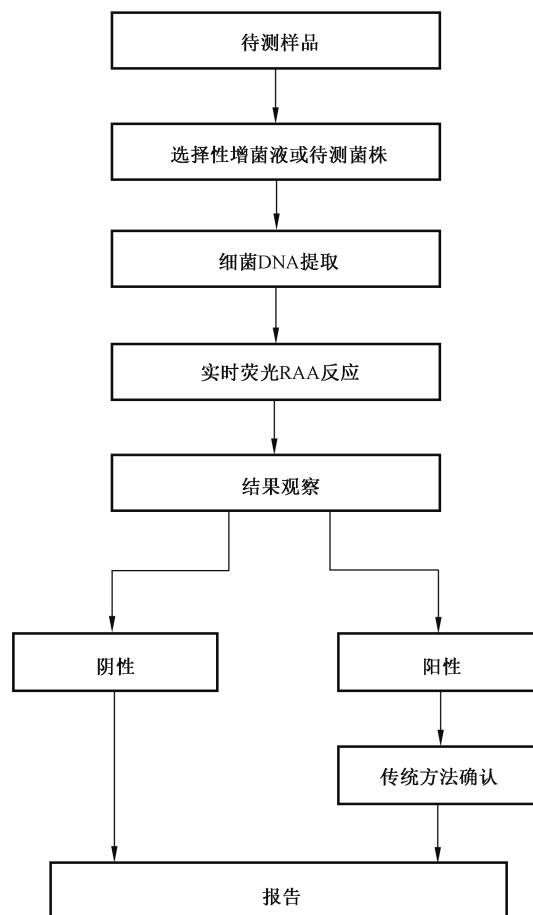 待测样品
选择性增菌液或待测菌株
细菌DNA提取
实时荧光RAA反应
结果观察
阴性
阳性
传统方法确认
报告